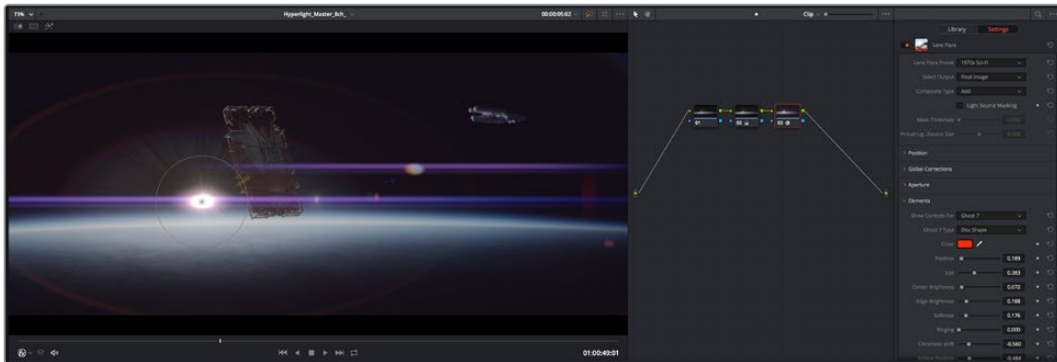 73%
Hyperlight_Master_8ch_
00:00:05:02
Clip
Library
Settings
Lens Flare
Lens Flare Preset 1970s Sci-Fi
Select Output Final Image
Composite Type Add
Light Source Masking
Mask Threshold
Virtual Lig...Source Size
Position
Global Corrections
Aperture
Elements
Show Controls For Ghost 7
Ghost 7 Type Disc Shape
Color
Position 0.189
Size 0.283
Center Brightness 0.072
Edge Brightness 0.188
Softness 0.176
Ringing 0.000
Chromatic Shift -0.560
01
02
03
01:00:49:01